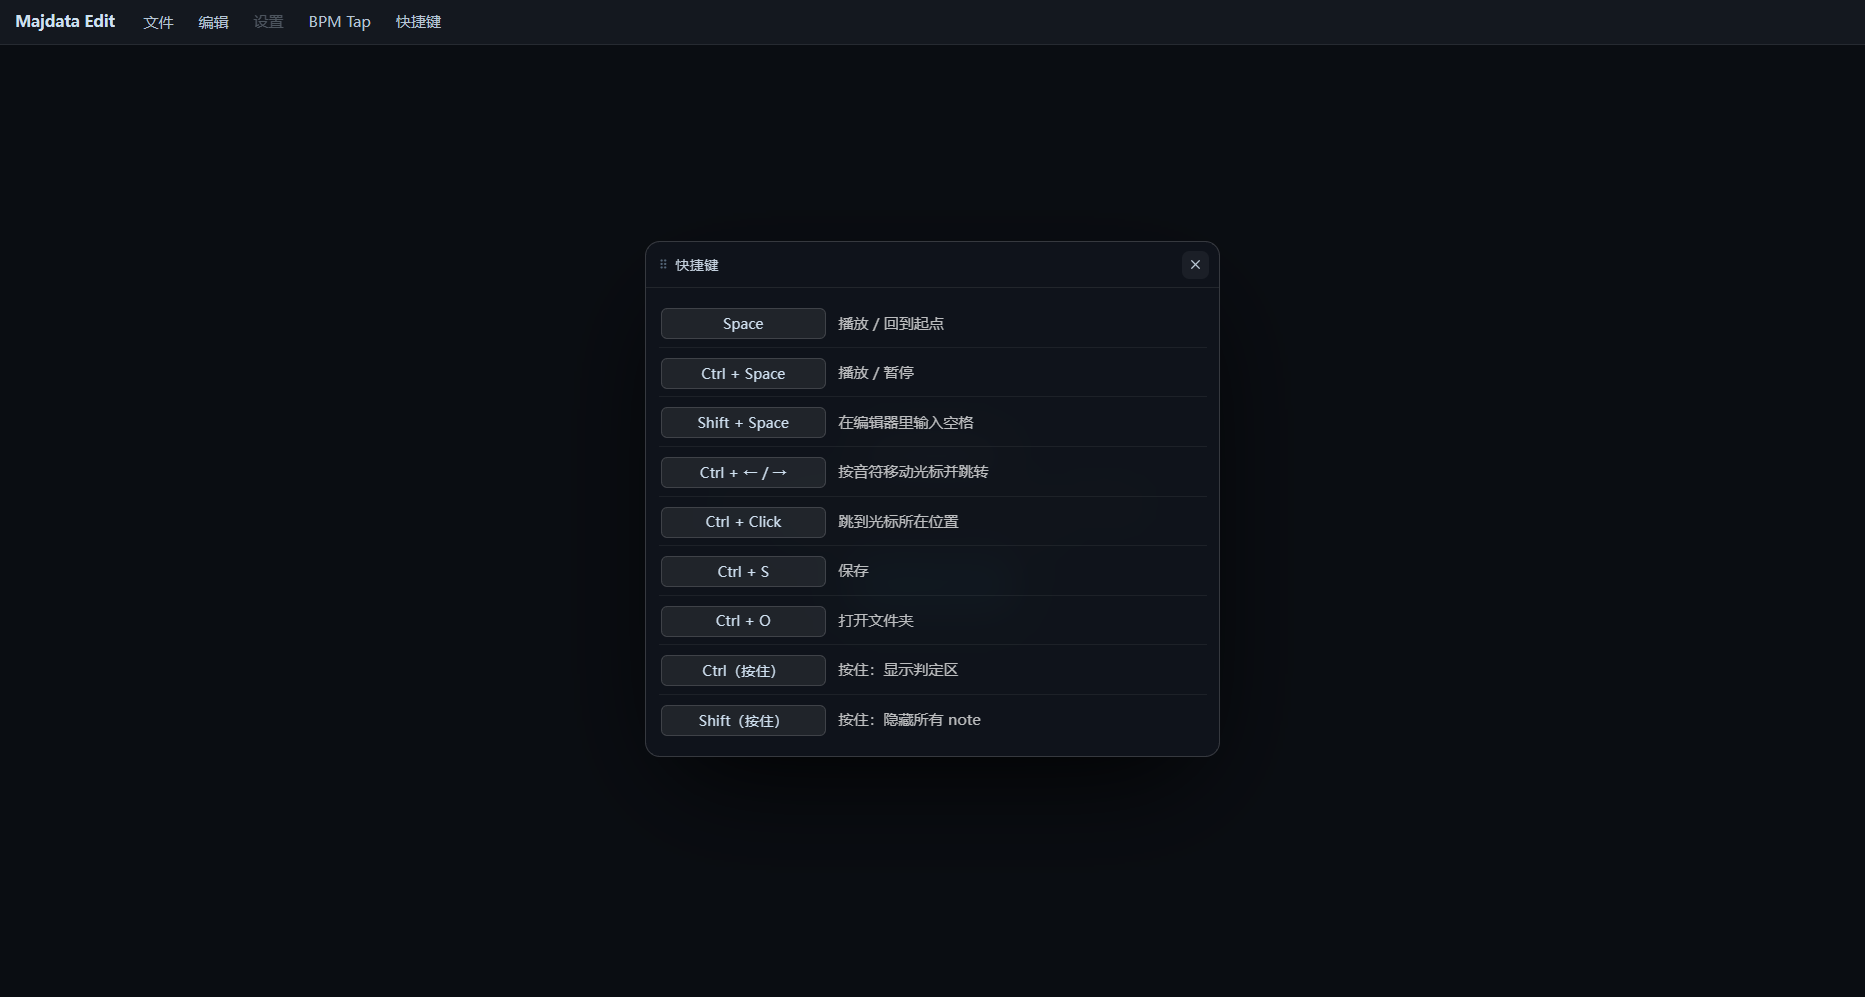 Majdata Edit 文件 编辑 设置 BPM Tap 快捷键
快捷键
Space 播放 / 回到起点
Ctrl + Space 播放 / 暂停
Shift + Space 在编辑器里输入空格
Ctrl + ← / → 按音符移动光标并跳转
Ctrl + Click 跳到光标所在位置
Ctrl + S 保存
Ctrl + O 打开文件夹
Ctrl（按住） 按住：显示判定区
Shift（按住） 按住：隐藏所有 note